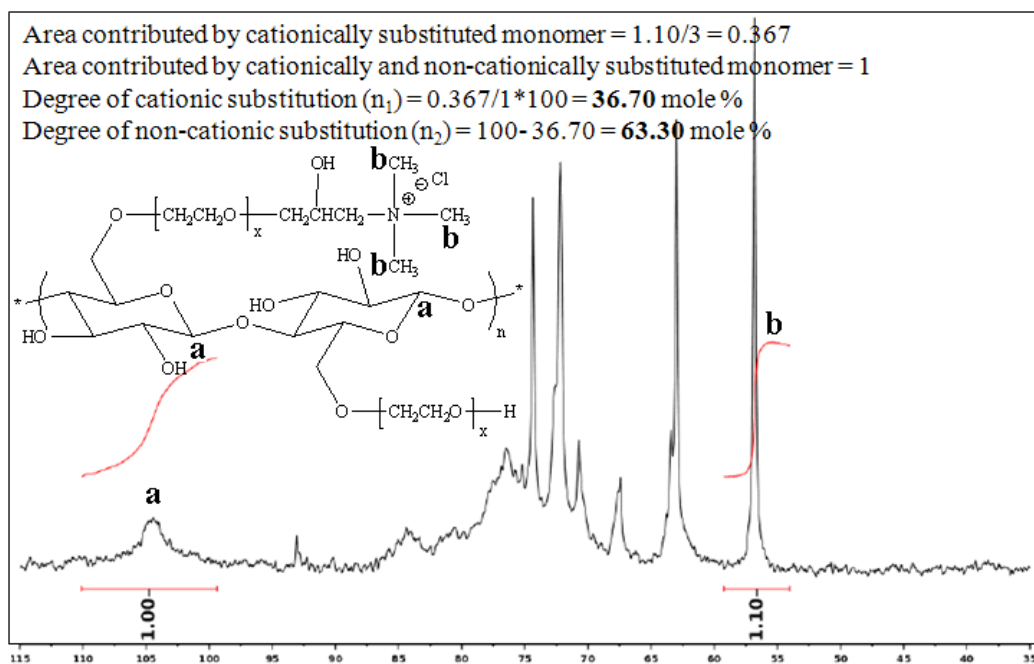 Area contributed by cationically substituted monomer = 1.10/3 = 0.367
Area contributed by cationically and non-cationically substituted monomer = 1
Degree of cationic substitution (n₁) = 0.367/1*100 = 36.70 mole %
Degree of non-cationic substitution (n₂) = 100- 36.70 = 63.30 mole %
OH
bCH₃
⊖ Cl
⊕
O
[CH₂CH₂O]
x
CH₂CHCH₂
N
CH₃
b
bCH₃
HO
*
O
HO
O
a
O
*
n
HO
a
OH
O
O
[CH₂CH₂O]
x
H
b
a
1.00
1.10
115
105
100
95
90
85
80
75
70
65
60
55
50
45
40
35